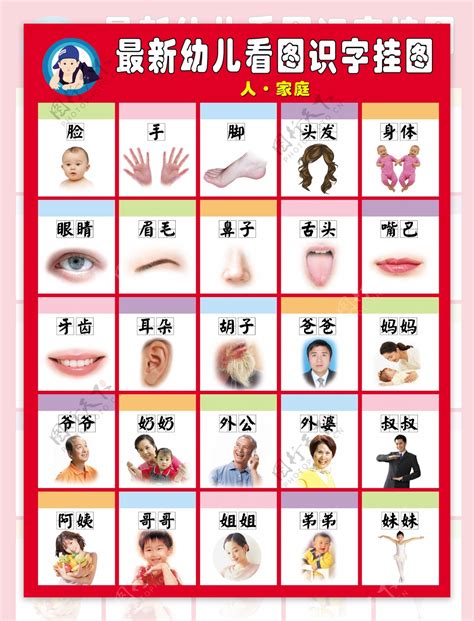 最新幼儿看图识字挂图
人·家庭
脸 手 脚 头发 身体
眼睛 眉毛 鼻子 舌头 嘴巴
牙齿 耳朵 胡子 爸爸 妈妈
爷爷 奶奶 外公 外婆 叔叔
阿姨 哥哥 姐姐 弟弟 妹妹